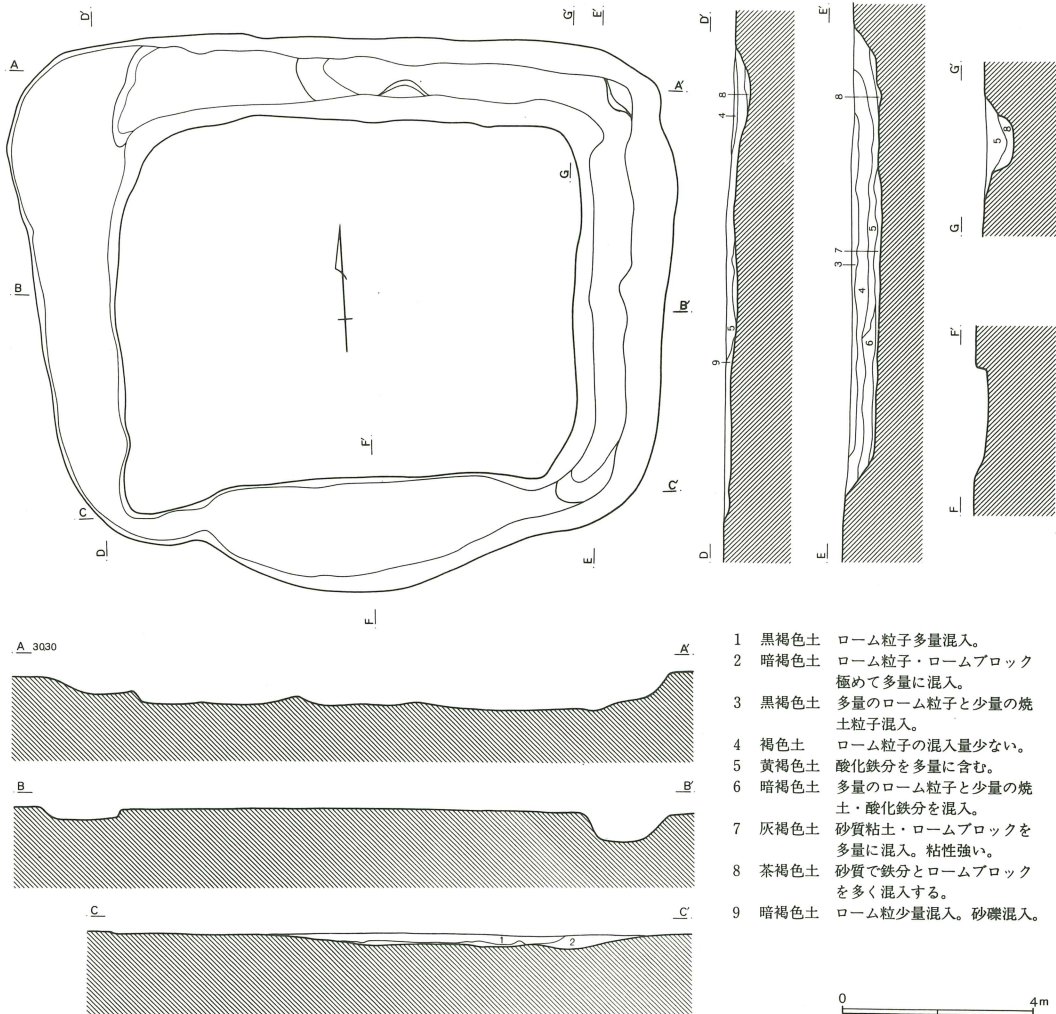 D′
G′
E′
A
A′
G
B
B′
F′
C
C′
D
E
F
D′
8
4
5
9
D
E′
8
5
7
3
4
6
E
G′
8
5
G
F′
F
A 30.30
A′
B
B′
C
C′
1
2
1 黒褐色土 ローム粒子多量混入。
2 暗褐色土 ローム粒子・ロームブロック
極めて多量に混入。
3 黒褐色土 多量のローム粒子と少量の焼
土粒子混入。
4 褐色土 ローム粒子の混入量少ない。
5 黄褐色土 酸化鉄分を多量に含む。
6 暗褐色土 多量のローム粒子と少量の焼
土・酸化鉄分を混入。
7 灰褐色土 砂質粘土・ロームブロックを
多量に混入。粘性強い。
8 茶褐色土 砂質で鉄分とロームブロック
を多く混入する。
9 暗褐色土 ローム粒少量混入。砂礫混入。
0 4m